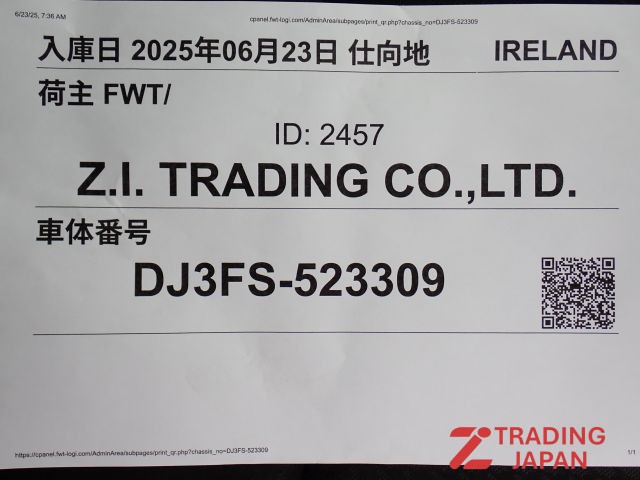 6/23/25, 7:36 AM
cpanel.fwt-logi.com/AdminArea/subpages/print_qr.php?chassis_no=DJ3FS-523309
入庫日 2025年06月23日 仕向地 IRELAND
荷主 FWT/
ID: 2457
Z.I. TRADING CO.,LTD.
車体番号
DJ3FS-523309
TRADING
JAPAN
https://cpanel.fwt-logi.com/AdminArea/subpages/print_qr.php?chassis_no=DJ3FS-523309
1/1